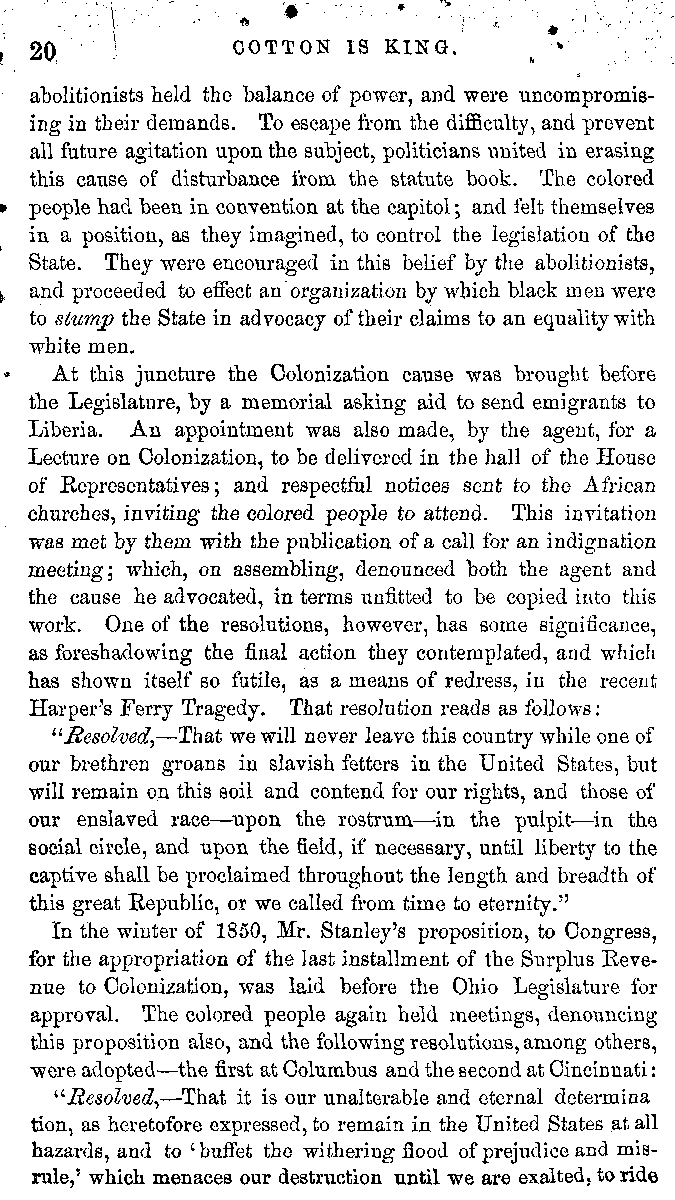 20 COTTON IS KING.
abolitionists held the balance of power, and were uncompromis-
ing in their demands. To escape from the difficulty, and prevent
all future agitation upon the subject, politicians united in erasing
this cause of disturbance from the statute book. The colored
people had been in convention at the capitol; and felt themselves
in a position, as they imagined, to control the legislation of the
State. They were encouraged in this belief by the abolitionists,
and proceeded to effect an organization by which black men were
to stump the State in advocacy of their claims to an equality with
white men.
At this juncture the Colonization cause was brought before
the Legislature, by a memorial asking aid to send emigrants to
Liberia. An appointment was also made, by the agent, for a
Lecture on Colonization, to be delivered in the hall of the House
of Representatives; and respectful notices sent to the African
churches, inviting the colored people to attend. This invitation
was met by them with the publication of a call for an indignation
meeting; which, on assembling, denounced both the agent and
the cause he advocated, in terms unfitted to be copied into this
work. One of the resolutions, however, has some significance,
as foreshadowing the final action they contemplated, and which
has shown itself so futile, as a means of redress, in the recent
Harper's Ferry Tragedy. That resolution reads as follows:
"Resolved,—That we will never leave this country while one of
our brethren groans in slavish fetters in the United States, but
will remain on this soil and contend for our rights, and those of
our enslaved race—upon the rostrum—in the pulpit—in the
social circle, and upon the field, if necessary, until liberty to the
captive shall be proclaimed throughout the length and breadth of
this great Republic, or we called from time to eternity."
In the winter of 1850, Mr. Stanley's proposition, to Congress,
for the appropriation of the last installment of the Surplus Reve-
nue to Colonization, was laid before the Ohio Legislature for
approval. The colored people again held meetings, denouncing
this proposition also, and the following resolutions, among others,
were adopted—the first at Columbus and the second at Cincinnati:
"Resolved,—That it is our unalterable and eternal determina
tion, as heretofore expressed, to remain in the United States at all
hazards, and to 'buffet the withering flood of prejudice and mis-
rule,' which menaces our destruction until we are exalted, to ride